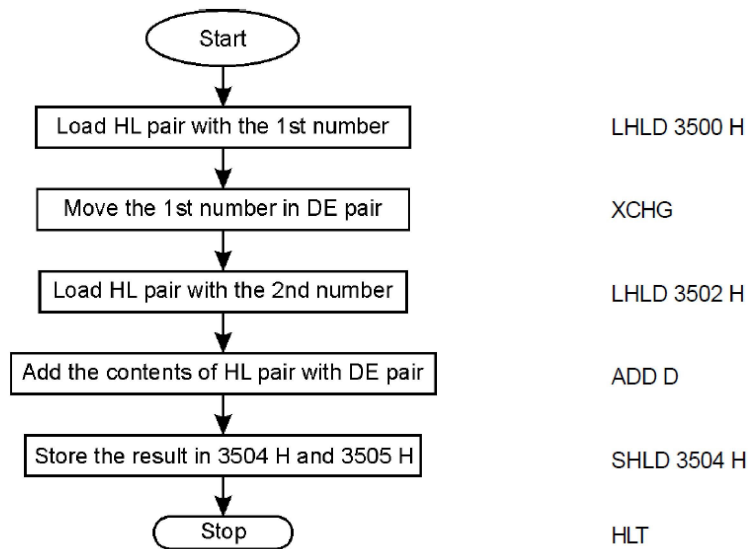 Start
Load HL pair with the 1st number LHLD 3500 H
Move the 1st number in DE pair XCHG
Load HL pair with the 2nd number LHLD 3502 H
Add the contents of HL pair with DE pair ADD D
Store the result in 3504 H and 3505 H SHLD 3504 H
Stop HLT